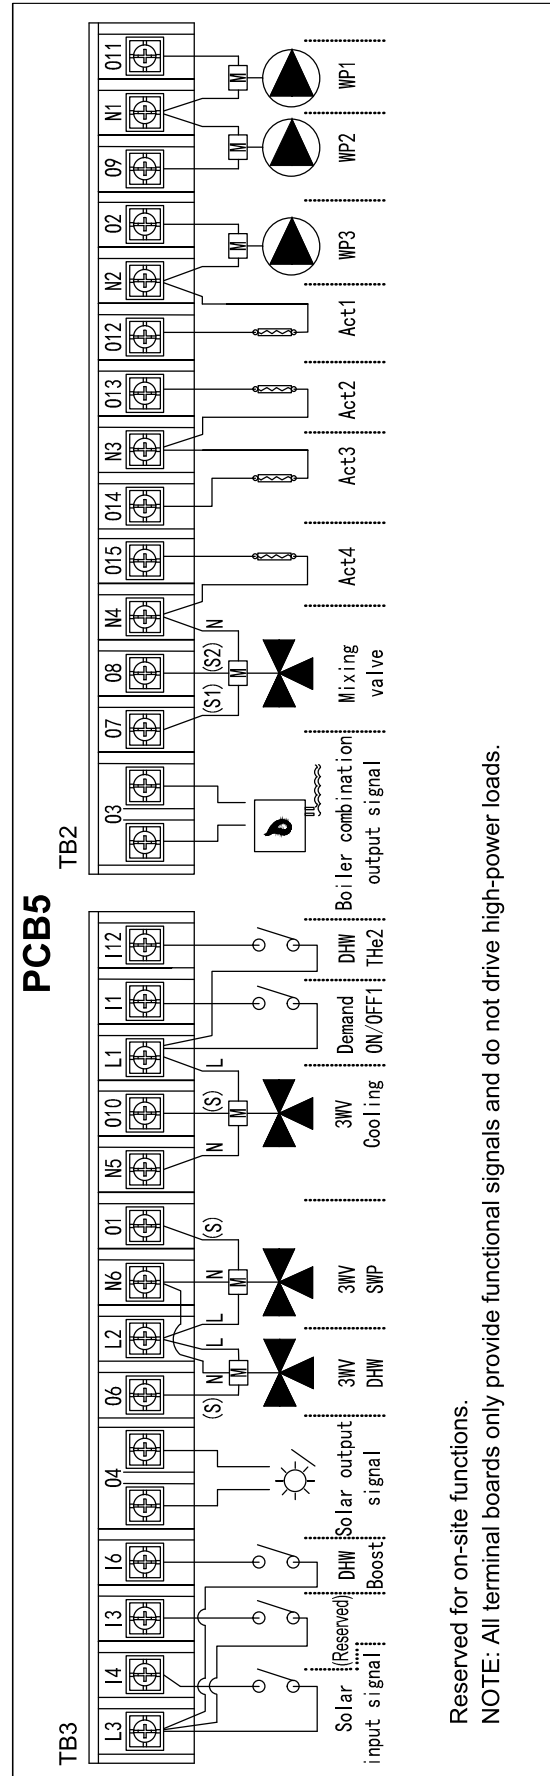 PCB5
TB3
L3
I4
I3
I6
04
06
L2
N6
01
N5
010
L1
I1
I12
(S)
N
L
L
N
(S)
N
(S)
L
M
M
M
Solar
input signal
(Reserved)
DHW
Boost
Solar output
signal
3WV
DHW
3WV
SWP
3WV
Cooling
Demand
ON/OFF1
DHW
THe2
TB2
03
07
08
N4
015
014
N3
013
012
N2
02
09
N1
011
(S1)
(S2)
N
M
M
M
M
Boiler combination
output signal
Mixing
valve
Act4
Act3
Act2
Act1
WP3
WP2
WP1
Reserved for on-site functions.
NOTE: All terminal boards only provide functional signals and do not drive high-power loads.